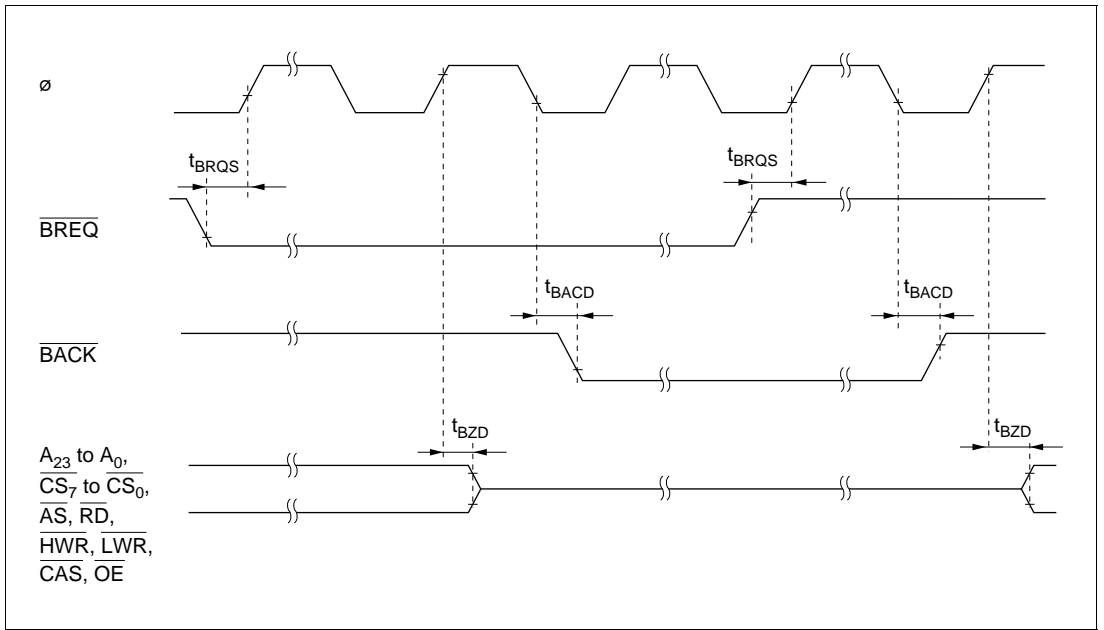 ø
tBRQS
tBRQS
BREQ
tBACD
tBACD
BACK
tBZD
tBZD
A23 to A0,
CS7 to CS0,
AS, RD,
HWR, LWR,
CAS, OE